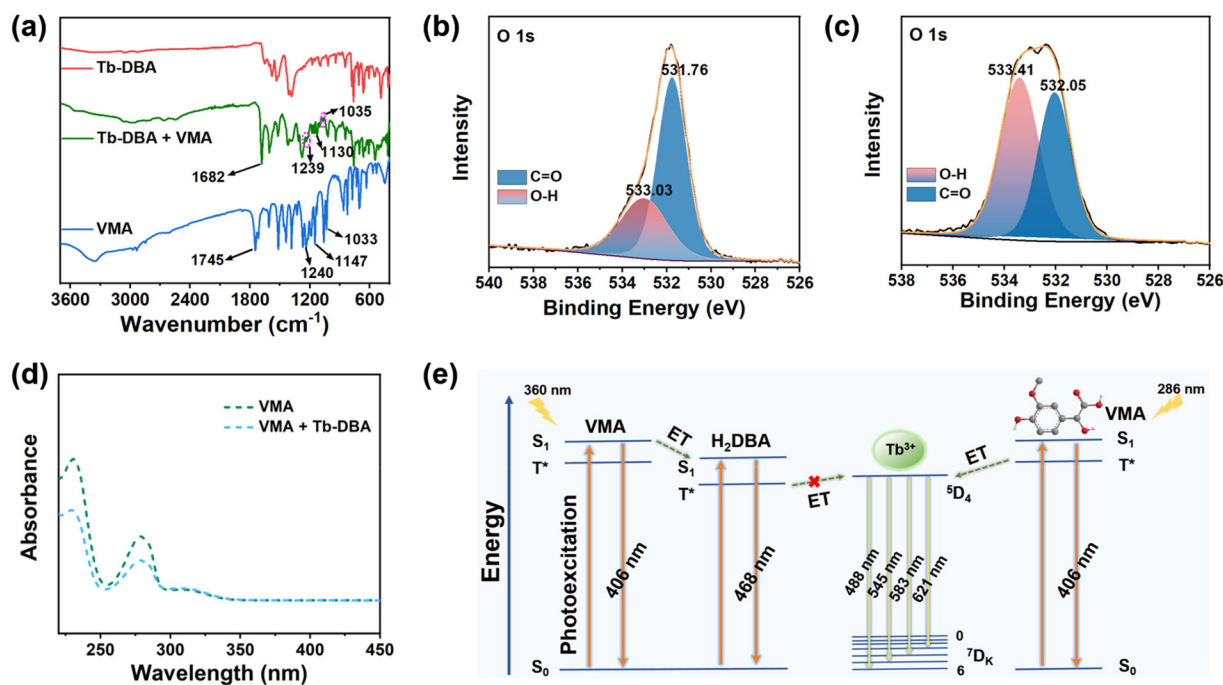 (a)
Tb-DBA
1035
Tb-DBA + VMA
1130
1239
1682
VMA
1033
1745
1147
1240
3700 3000 1800 1200 600
Wavenumber (cm⁻¹)
(b)
O 1s
531.76
C=O
O-H
533.03
Intensity
540 538 536 534 532 530 528 526
Binding Energy (eV)
(c)
O 1s
533.41
532.05
O-H
C=O
Intensity
538 536 534 532 530 528 526
Binding Energy (eV)
(d)
VMA
VMA + Tb-DBA
Absorbance
250 300 350 400 450
Wavelength (nm)
(e)
360 nm
286 nm
VMA
VMA
ET
H₂DBA
S₁
S₁
S₁
Tb³⁺
ET
T*
T*
T*
ET
⁵D₄
Energy
Photoexcitation
406 nm
468 nm
488 nm
545 nm
583 nm
621 nm
406 nm
0
⁷D_K
6
S₀
S₀